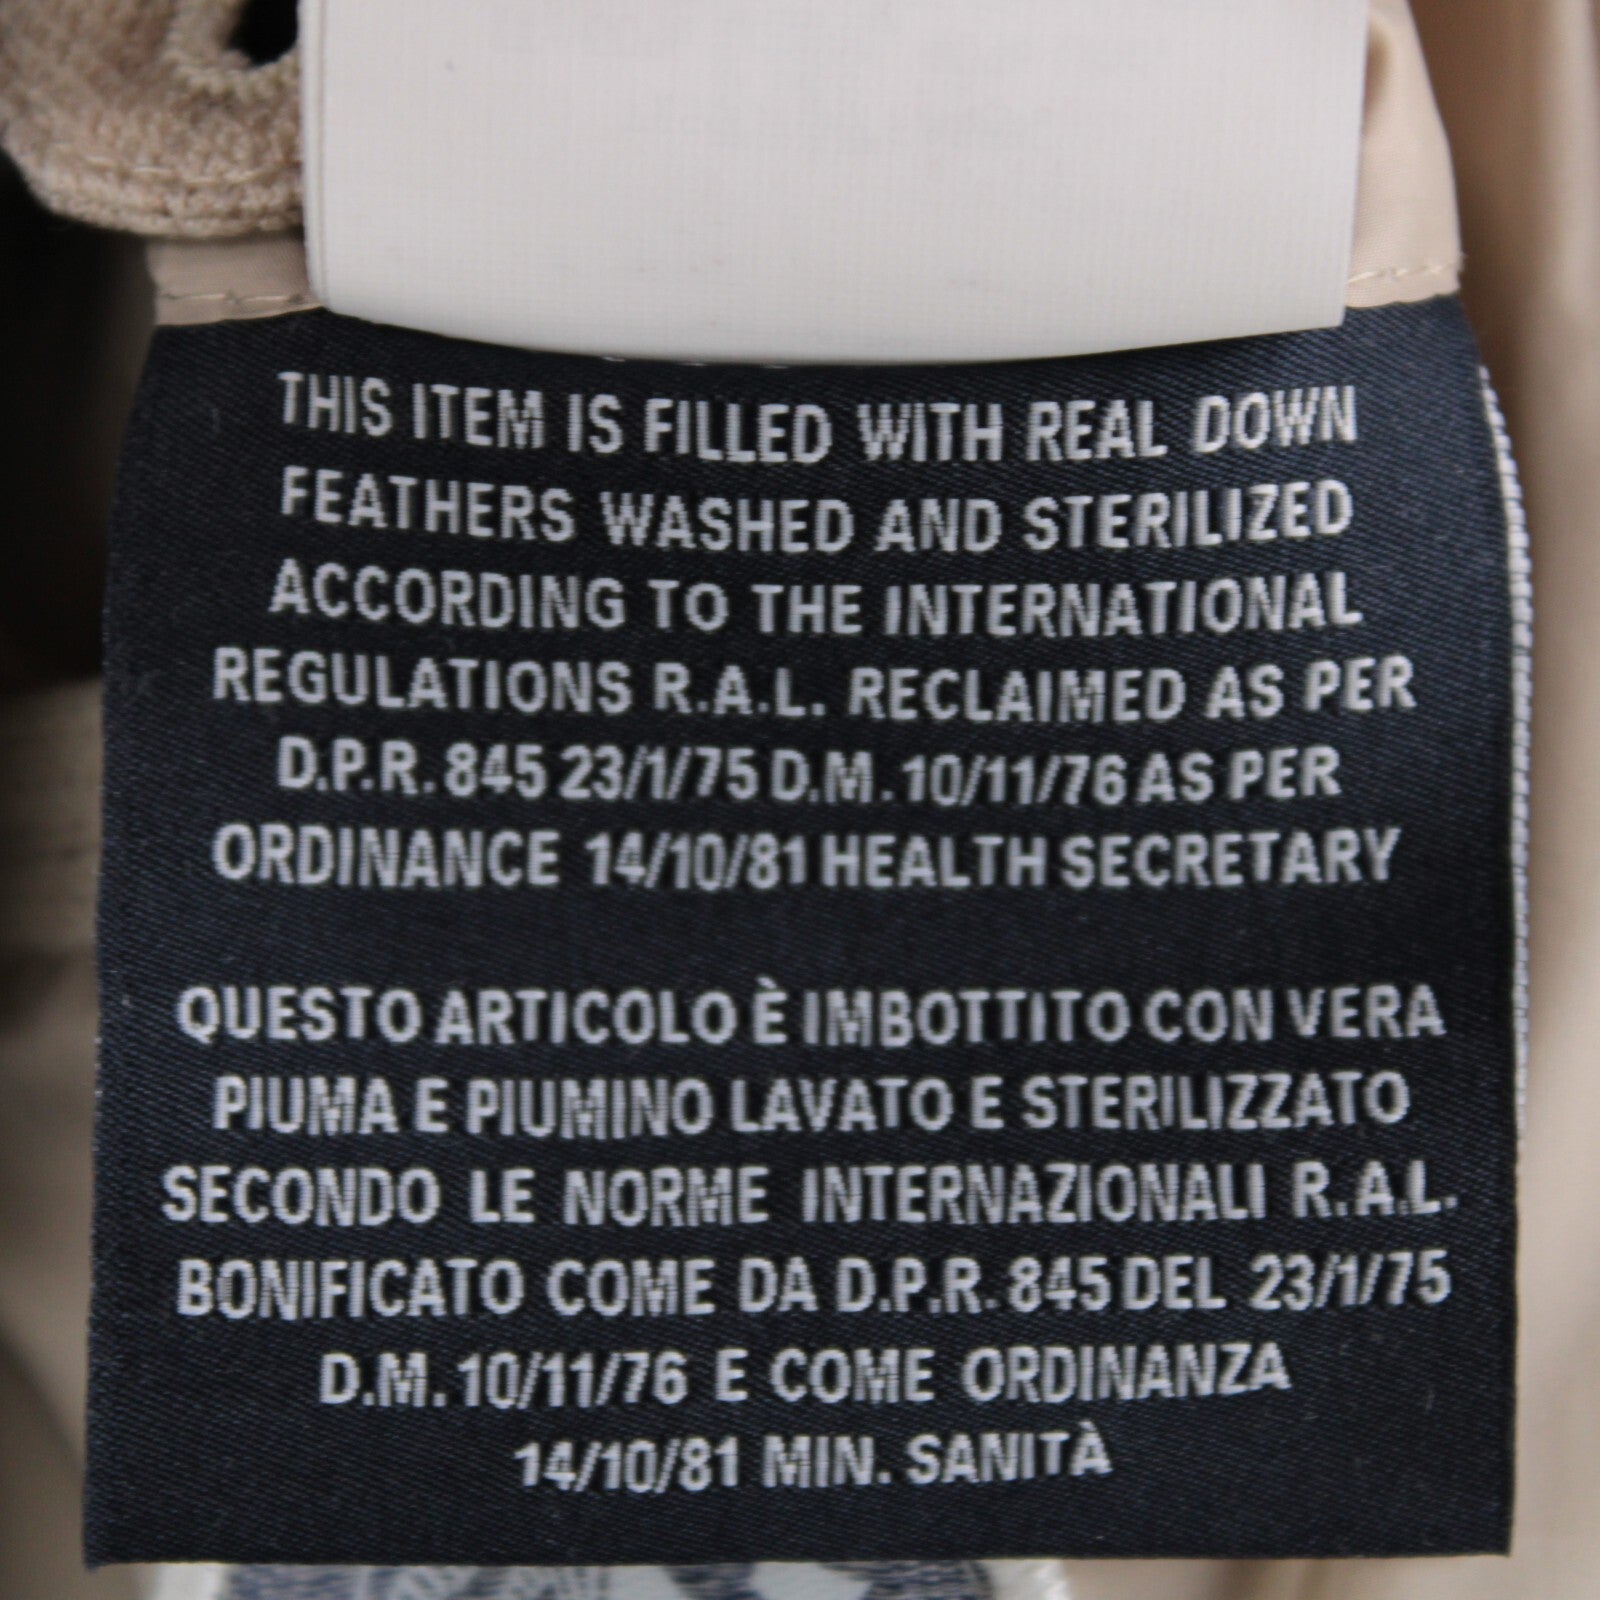 THIS ITEM IS FILLED WITH REAL DOWN
FEATHERS WASHED AND STERILIZED
ACCORDING TO THE INTERNATIONAL
REGULATIONS R.A.L. RECLAIMED AS PER
D.P.R. 845 23/1/75 D.M. 10/11/76 AS PER
ORDINANCE 14/10/81 HEALTH SECRETARY
QUESTO ARTICOLO È IMBOTTITO CON VERA
PIUMA E PIUMINO LAVATO E STERILIZZATO
SECONDO LE NORME INTERNAZIONALI R.A.L.
BONIFICATO COME DA D.P.R. 845 DEL 23/1/75
D.M. 10/11/76 E COME ORDINANZA
14/10/81 MIN. SANITÀ